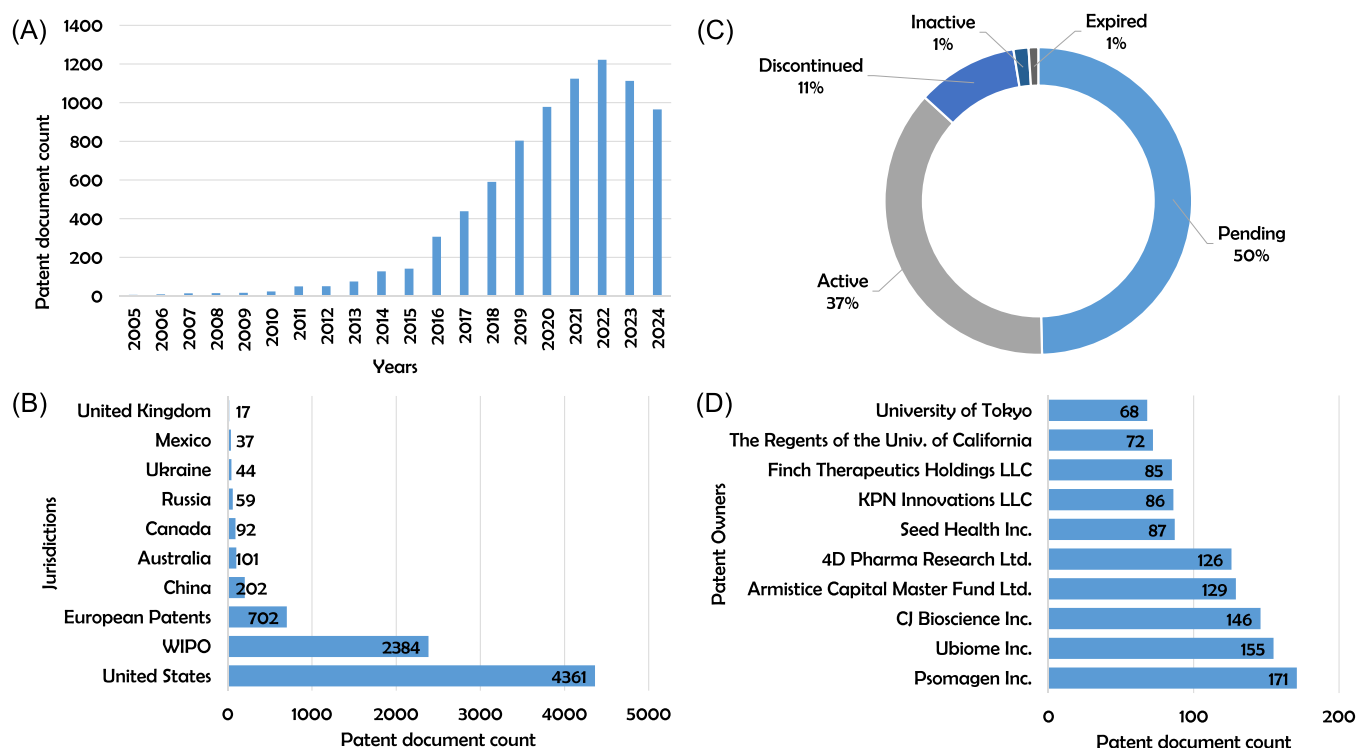 (A)
1400
1200
1000
800
600
400
200
0
Patent document count
2005
2006
2007
2008
2009
2010
2011
2012
2013
2014
2015
2016
2017
2018
2019
2020
2021
2022
2023
2024
Years
(C)
Inactive
1%
Expired
1%
Discontinued
11%
Pending
50%
Active
37%
(B)
Jurisdictions
United Kingdom 17
Mexico 37
Ukraine 44
Russia 59
Canada 92
Australia 101
China 202
European Patents 702
WIPO 2384
United States 4361
0 1000 2000 3000 4000 5000
Patent document count
(D)
Patent Owners
University of Tokyo 68
The Regents of the Univ. of California 72
Finch Therapeutics Holdings LLC 85
KPN Innovations LLC 86
Seed Health Inc. 87
4D Pharma Research Ltd. 126
Armistice Capital Master Fund Ltd. 129
CJ Bioscience Inc. 146
Ubiome Inc. 155
Psomagen Inc. 171
0 100 200
Patent document count